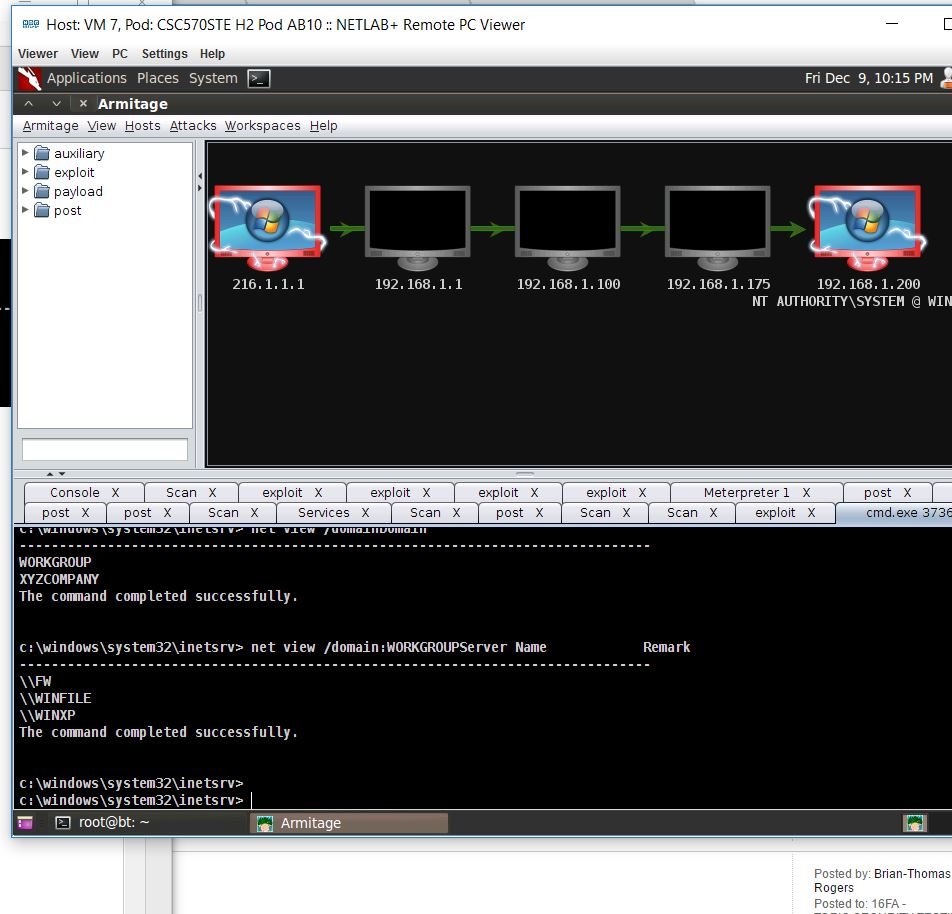 Host: VM 7, Pod: CSC570STE H2 Pod AB10 :: NETLAB+ Remote PC Viewer
Viewer View PC Settings Help
Applications Places System Fri Dec 9, 10:15 PM
Armitage
Armitage View Hosts Attacks Workspaces Help
auxiliary
exploit
payload
post
216.1.1.1 192.168.1.1 192.168.1.100 192.168.1.175 192.168.1.200
NT AUTHORITY\SYSTEM @ WIN
Console X Scan X exploit X exploit X exploit X exploit X Meterpreter 1 X post X
post X post X Scan X Services X Scan X post X Scan X Scan X exploit X cmd.exe 3736
c:\windows\system32\inetsrv> net view /domainDomain
-------------------------------------------------------------------------------
WORKGROUP
XYZCOMPANY
The command completed successfully.
c:\windows\system32\inetsrv> net view /domain:WORKGROUPServer Name Remark
-------------------------------------------------------------------------------
\\FW
\\WINFILE
\\WINXP
The command completed successfully.
c:\windows\system32\inetsrv>
c:\windows\system32\inetsrv>
root@bt: ~ Armitage
Posted by: Brian-Thomas
Rogers
Posted to: 16FA -